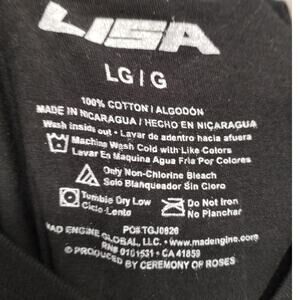 LISA
LG / G
100% COTTON / ALGODÓN
MADE IN NICARAGUA / HECHO EN NICARAGUA
Wash inside out • Lavar de adentro hacia afuera
Machine Wash Cold with Like Colors
Lavar En Maquina Agua Fria Por Colores
Only Non-Chlorine Bleach
Solo Blanqueador Sin Cloro
Tumble Dry Low
Ciclo Lento
Do Not Iron
No Planchar
PO# TGJ0826
MAD ENGINE GLOBAL, LLC. • www.madengine.com
RN# 0101531 • CA 41859
© PRODUCED BY CEREMONY OF ROSES